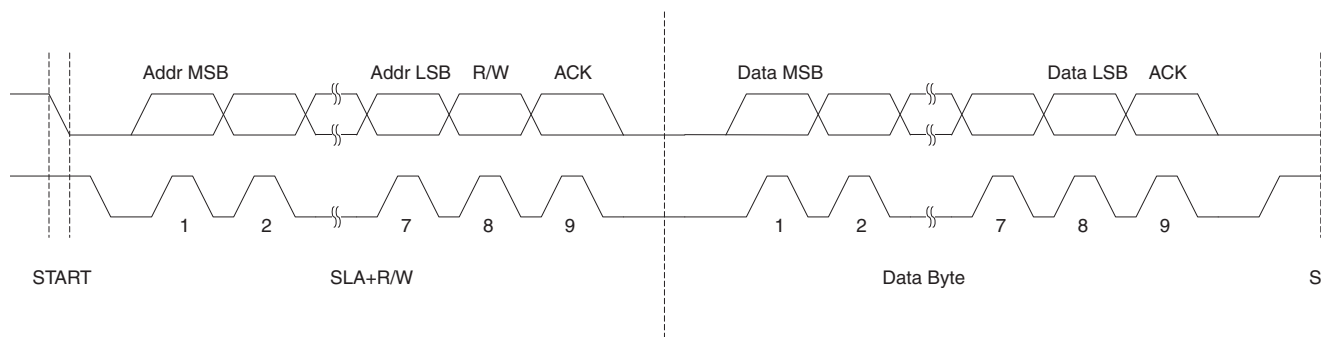 Addr MSB Addr LSB R/W ACK Data MSB Data LSB ACK
1 2 7 8 9 1 2 7 8 9
START SLA+R/W Data Byte S